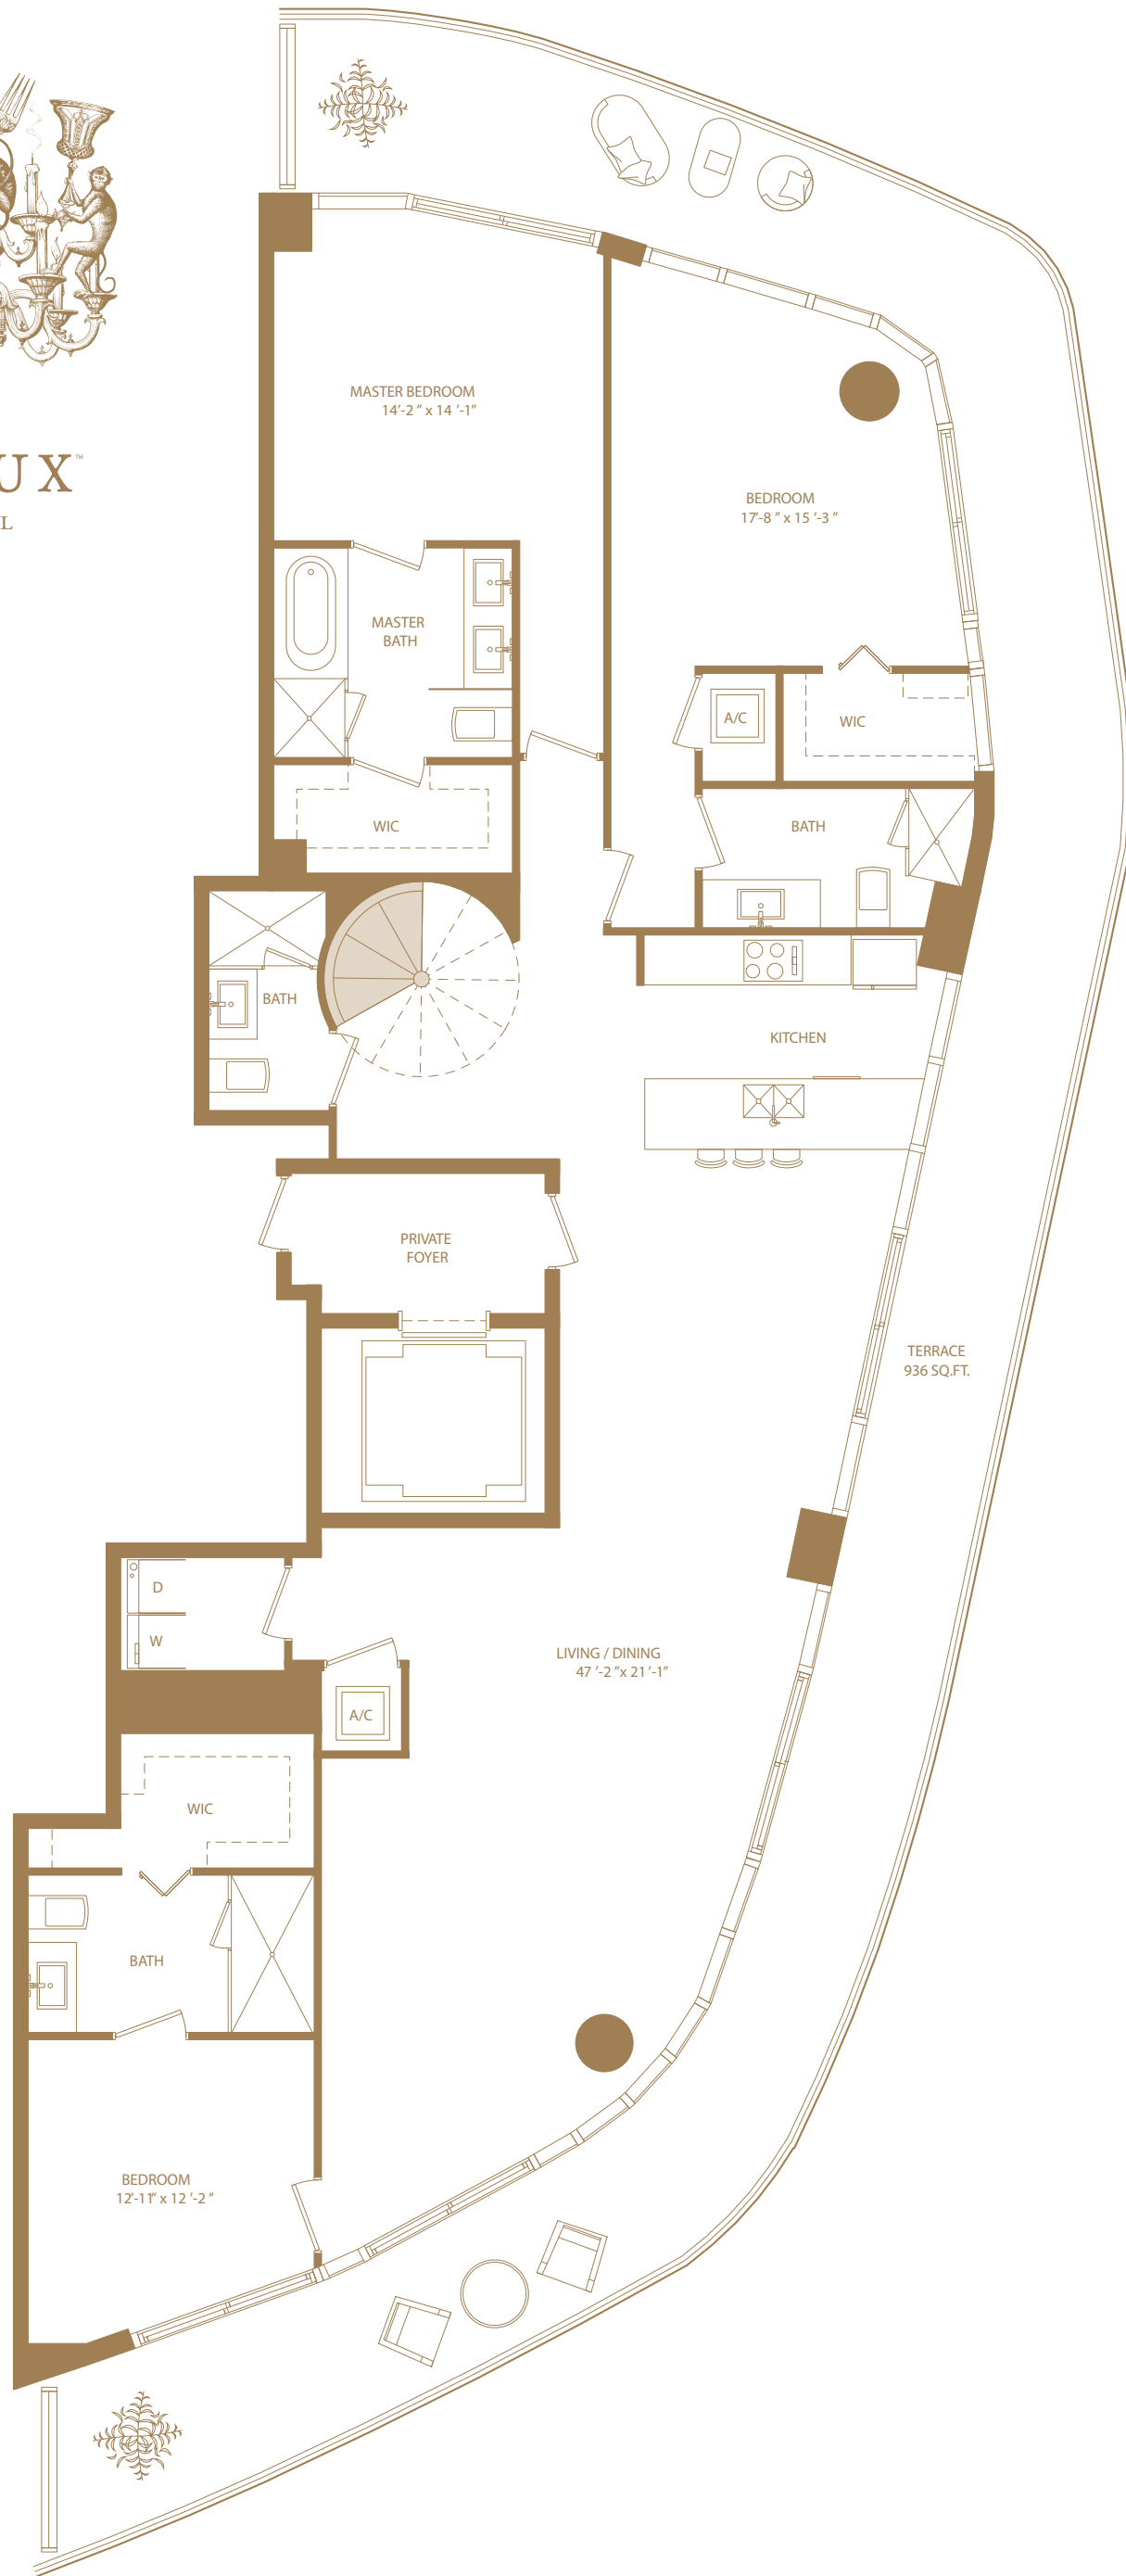 UX™
L
MASTER BEDROOM
14'-2" x 14'-1"
BEDROOM
17'-8" x 15'-3"
MASTER
BATH
A/C
WIC
WIC
BATH
BATH
KITCHEN
PRIVATE
FOYER
TERRACE
936 SQ.FT.
D
W
LIVING / DINING
47'-2"x 21'-1"
A/C
WIC
BATH
BEDROOM
12'-11" x 12'-2"